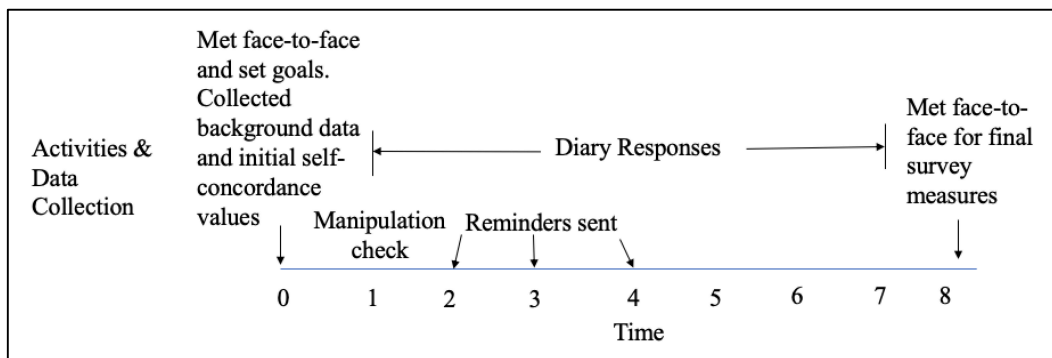 Met face-to-face
and set goals.
Collected
background data
and initial self-
concordance
values
Activities &
Data
Collection
Diary Responses
Met face-to-
face for final
survey
measures
Manipulation
check
Reminders sent
0 1 2 3 4 5 6 7 8
Time